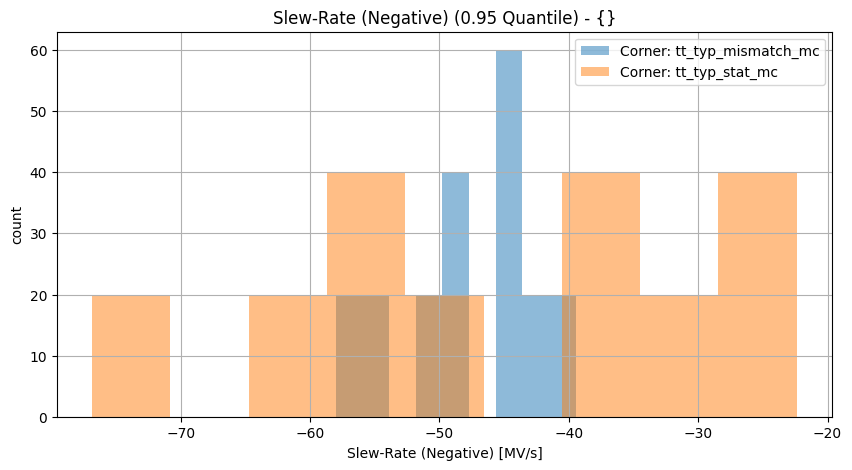 Slew-Rate (Negative) (0.95 Quantile) - {}
Corner: tt_typ_mismatch_mc
Corner: tt_typ_stat_mc
count
60
50
40
30
20
10
0
−70
−60
−50
−40
−30
−20
Slew-Rate (Negative) [MV/s]